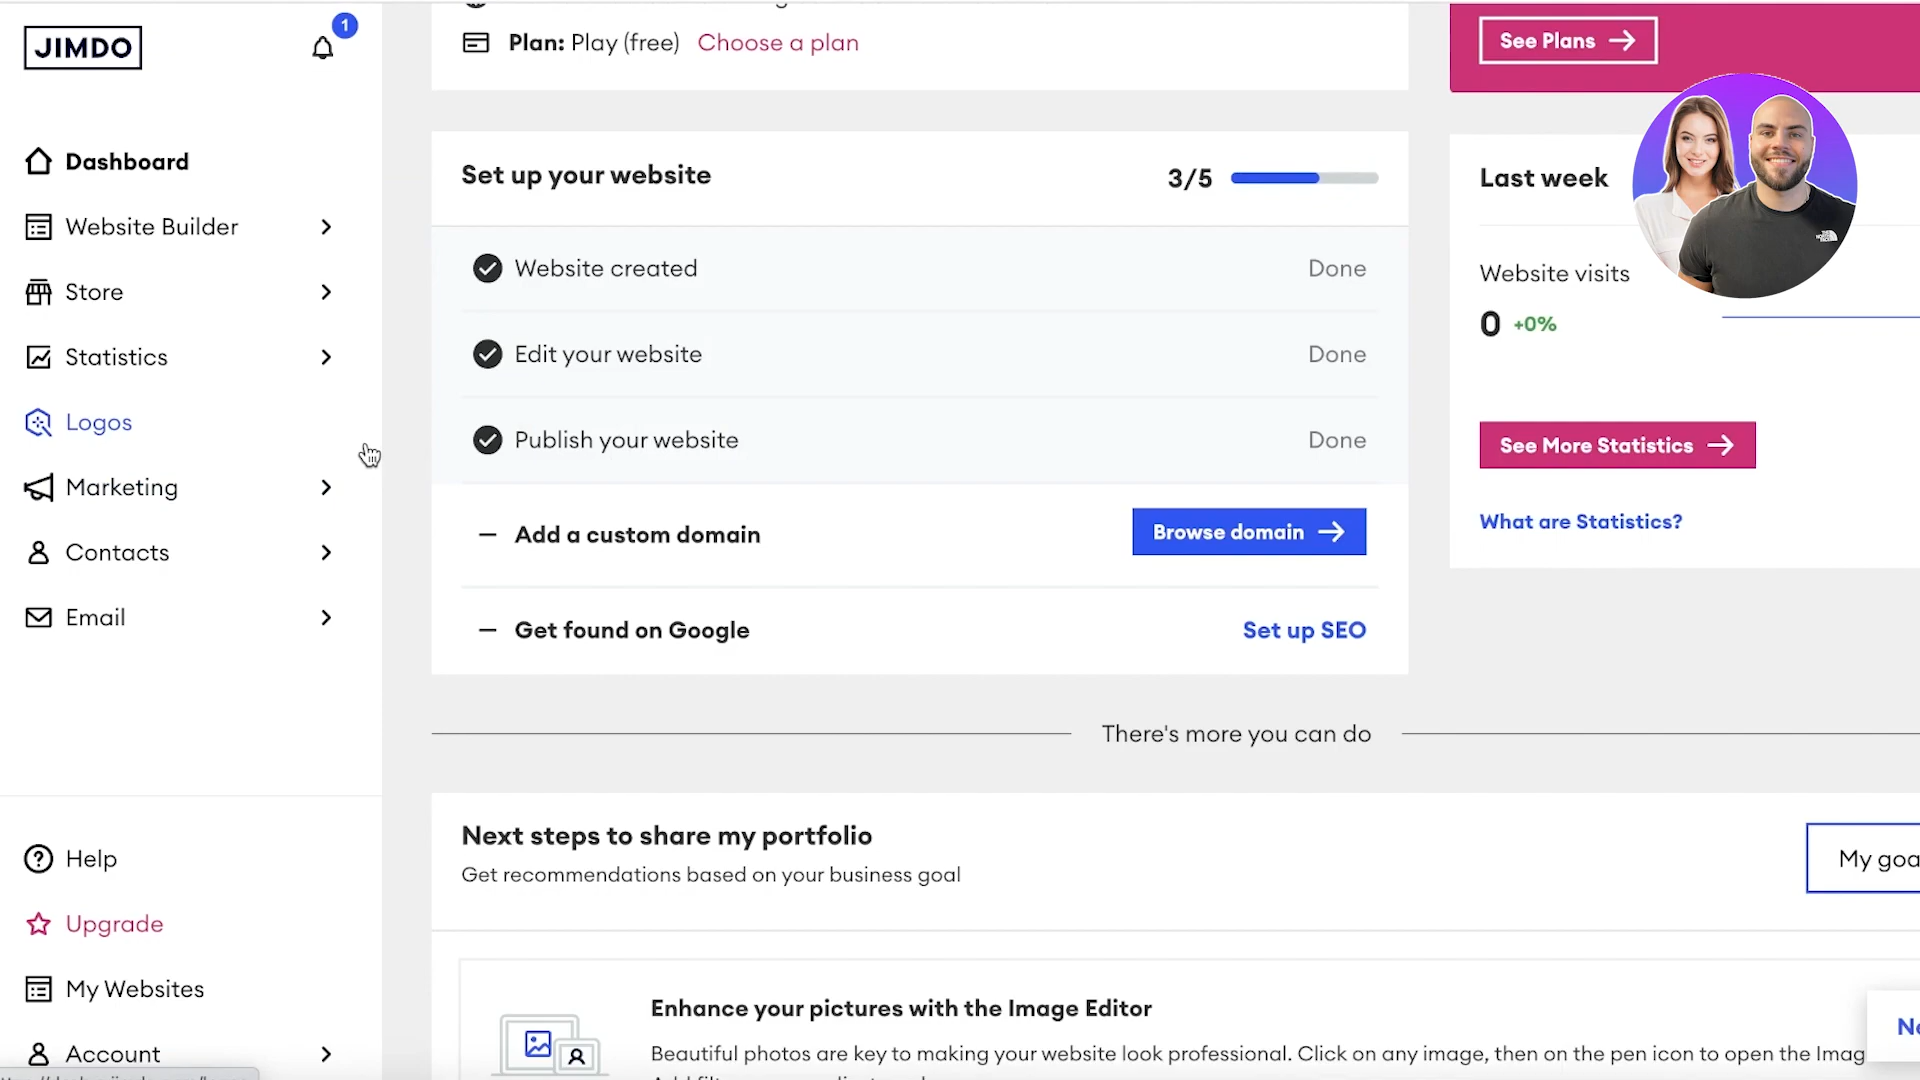 JIMDO
1
Dashboard
Website Builder
Store
Statistics
Logos
Marketing
Contacts
Email
Help
Upgrade
My Websites
Account
Plan: Play (free) Choose a plan
Set up your website 3/5
Website created Done
Edit your website Done
Publish your website Done
Add a custom domain Browse domain
Get found on Google Set up SEO
See Plans
Last week
Website visits
0 +0%
See More Statistics
What are Statistics?
There's more you can do
Next steps to share my portfolio
Get recommendations based on your business goal
My goa
Enhance your pictures with the Image Editor
Beautiful photos are key to making your website look professional. Click on any image, then on the pen icon to open the Imag